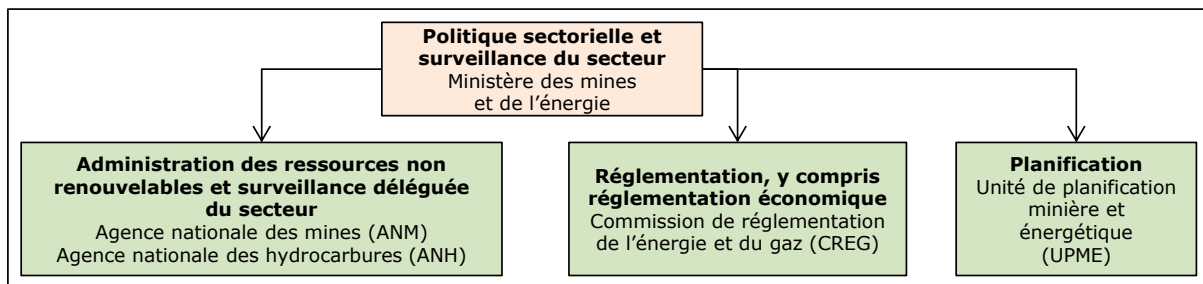 Politique sectorielle et
surveillance du secteur
Ministère des mines
et de l'énergie
Administration des ressources non
renouvelables et surveillance déléguée
du secteur
Agence nationale des mines (ANM)
Agence nationale des hydrocarbures (ANH)
Réglementation, y compris
réglementation économique
Commission de réglementation
de l'énergie et du gaz (CREG)
Planification
Unité de planification
minière et
énergétique
(UPME)